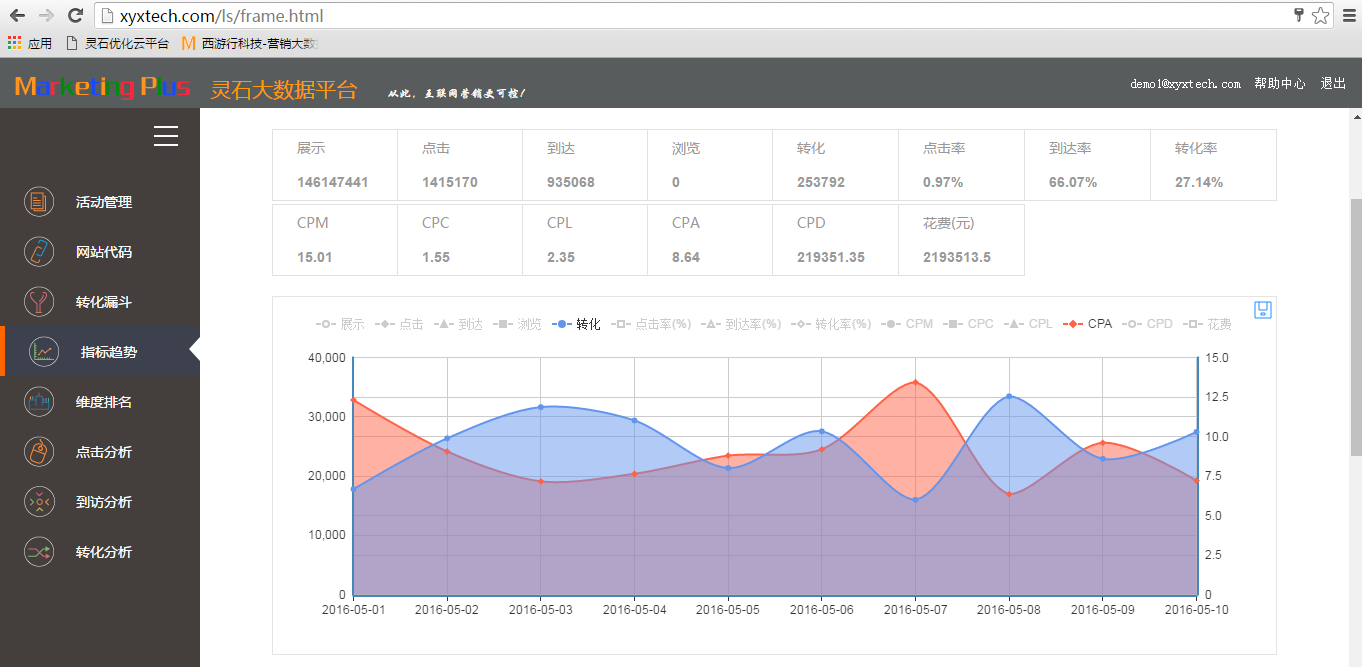 xyxtech.com/ls/frame.html
应用 灵石优化云平台 西游行科技-营销大数
Marketing Plus 灵石大数据平台 从此，互联网营销更可控！ demo1@xyxtech.com 帮助中心 退出
活动管理
网站代码
转化漏斗
指标趋势
维度排名
点击分析
到访分析
转化分析
展示 点击 到达 浏览 转化 点击率 到达率 转化率
146147441 1415170 935068 0 253792 0.97% 66.07% 27.14%
CPM CPC CPL CPA CPD 花费(元)
15.01 1.55 2.35 8.64 219351.35 2193513.5
展示 点击 到达 浏览 转化 点击率(%) 到达率(%) 转化率(%) CPM CPC CPL CPA CPD 花费
40,000 15.0
12.5
30,000
10.0
20,000 7.5
5.0
10,000
2.5
0 0
2016-05-01 2016-05-02 2016-05-03 2016-05-04 2016-05-05 2016-05-06 2016-05-07 2016-05-08 2016-05-09 2016-05-10